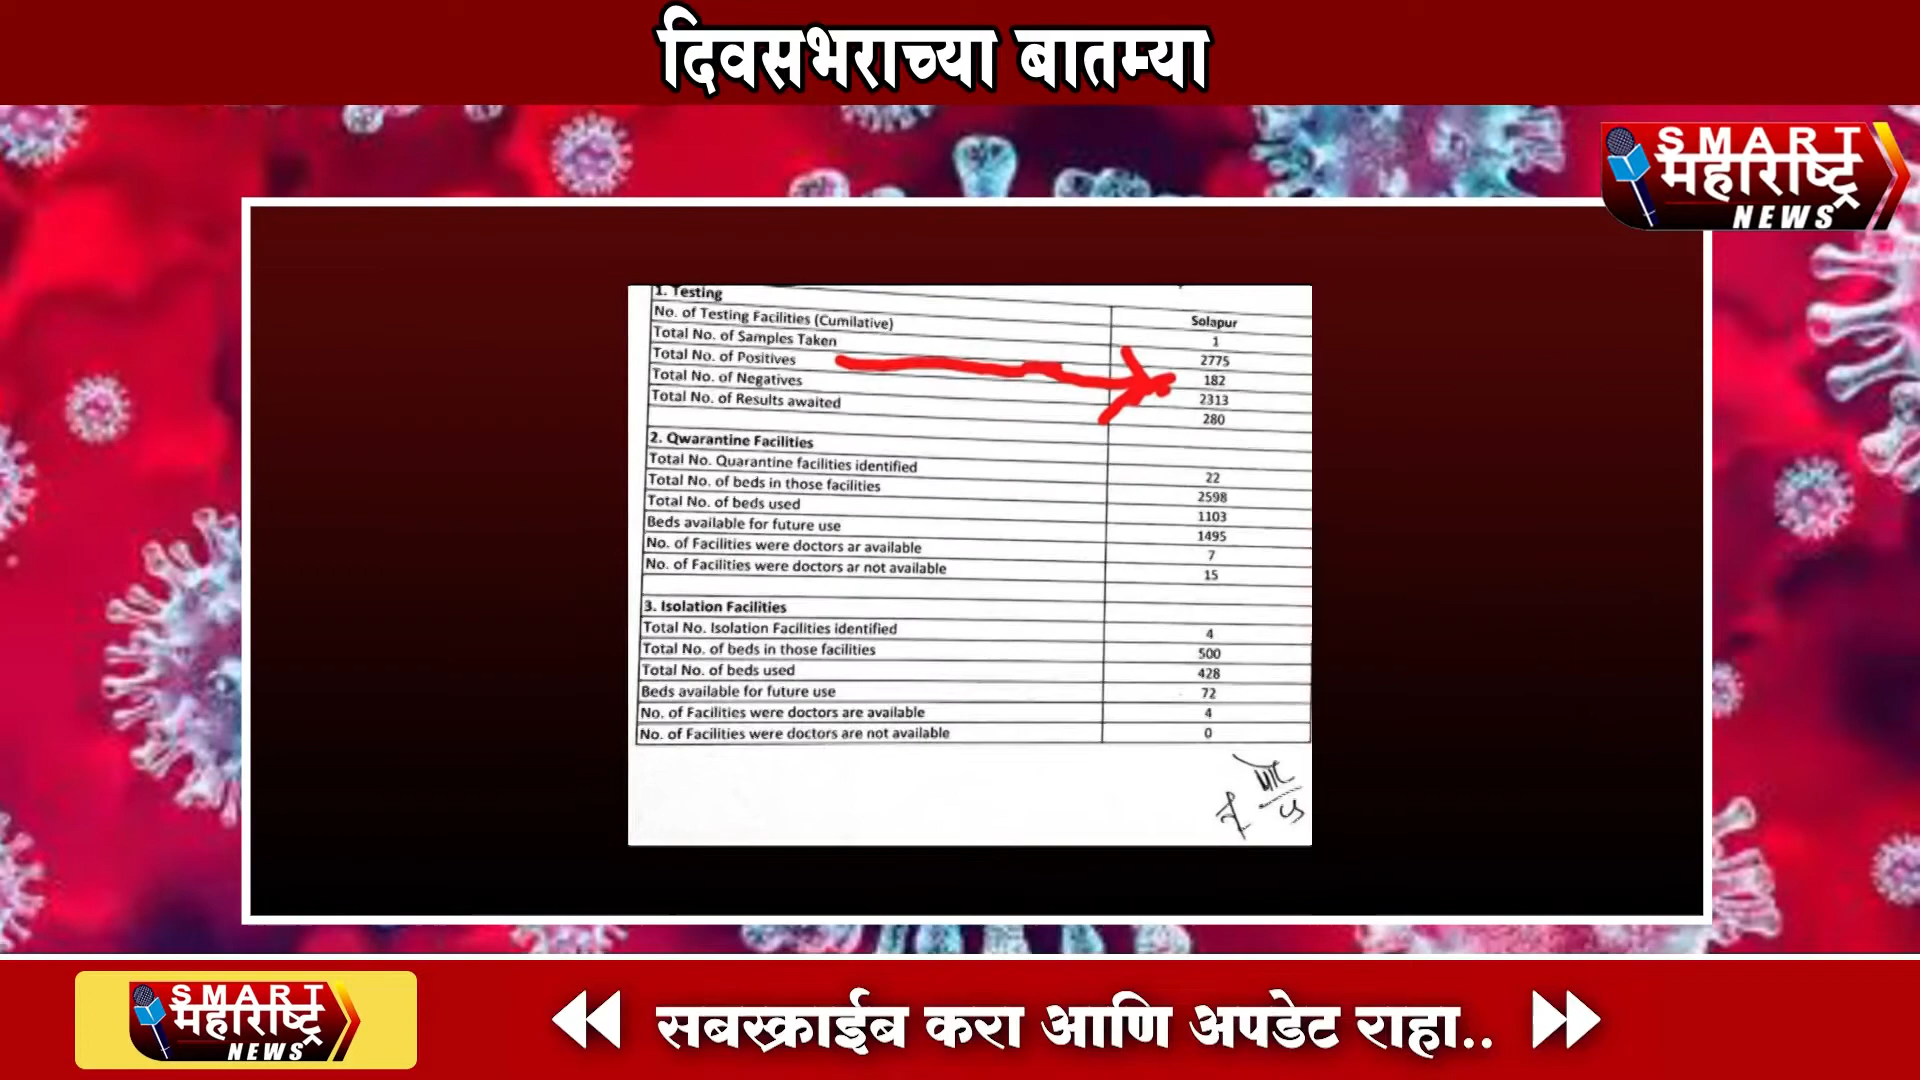 दिवसभराच्या बातम्या
SMART
महाराष्ट्र
NEWS
1. Testing
Solapur
No. of Testing Facilities (Cumilative) 1
Total No. of Samples Taken 2775
Total No. of Positives 182
Total No. of Negatives 2313
Total No. of Results awaited 280
2. Qwarantine Facilities
Total No. Quarantine facilities identified 22
Total No. of beds in those facilities 2598
Total No. of beds used 1103
Beds available for future use 1495
No. of Facilities were doctors ar available 7
No. of Facilities were doctors ar not available 15
3. Isolation Facilities
Total No. Isolation Facilities identified 4
Total No. of beds in those facilities 500
Total No. of beds used 428
Beds available for future use 72
No. of Facilities were doctors are available 4
No. of Facilities were doctors are not available 0
SMART
महाराष्ट्र
NEWS
सबस्क्राईब करा आणि अपडेट राहा..